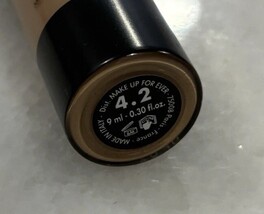 Dist. MAKE UP FOR EVER - 75008 Paris - France - MADE IN ITALY -
4.2
9 ml - 0.30 fl.oz.